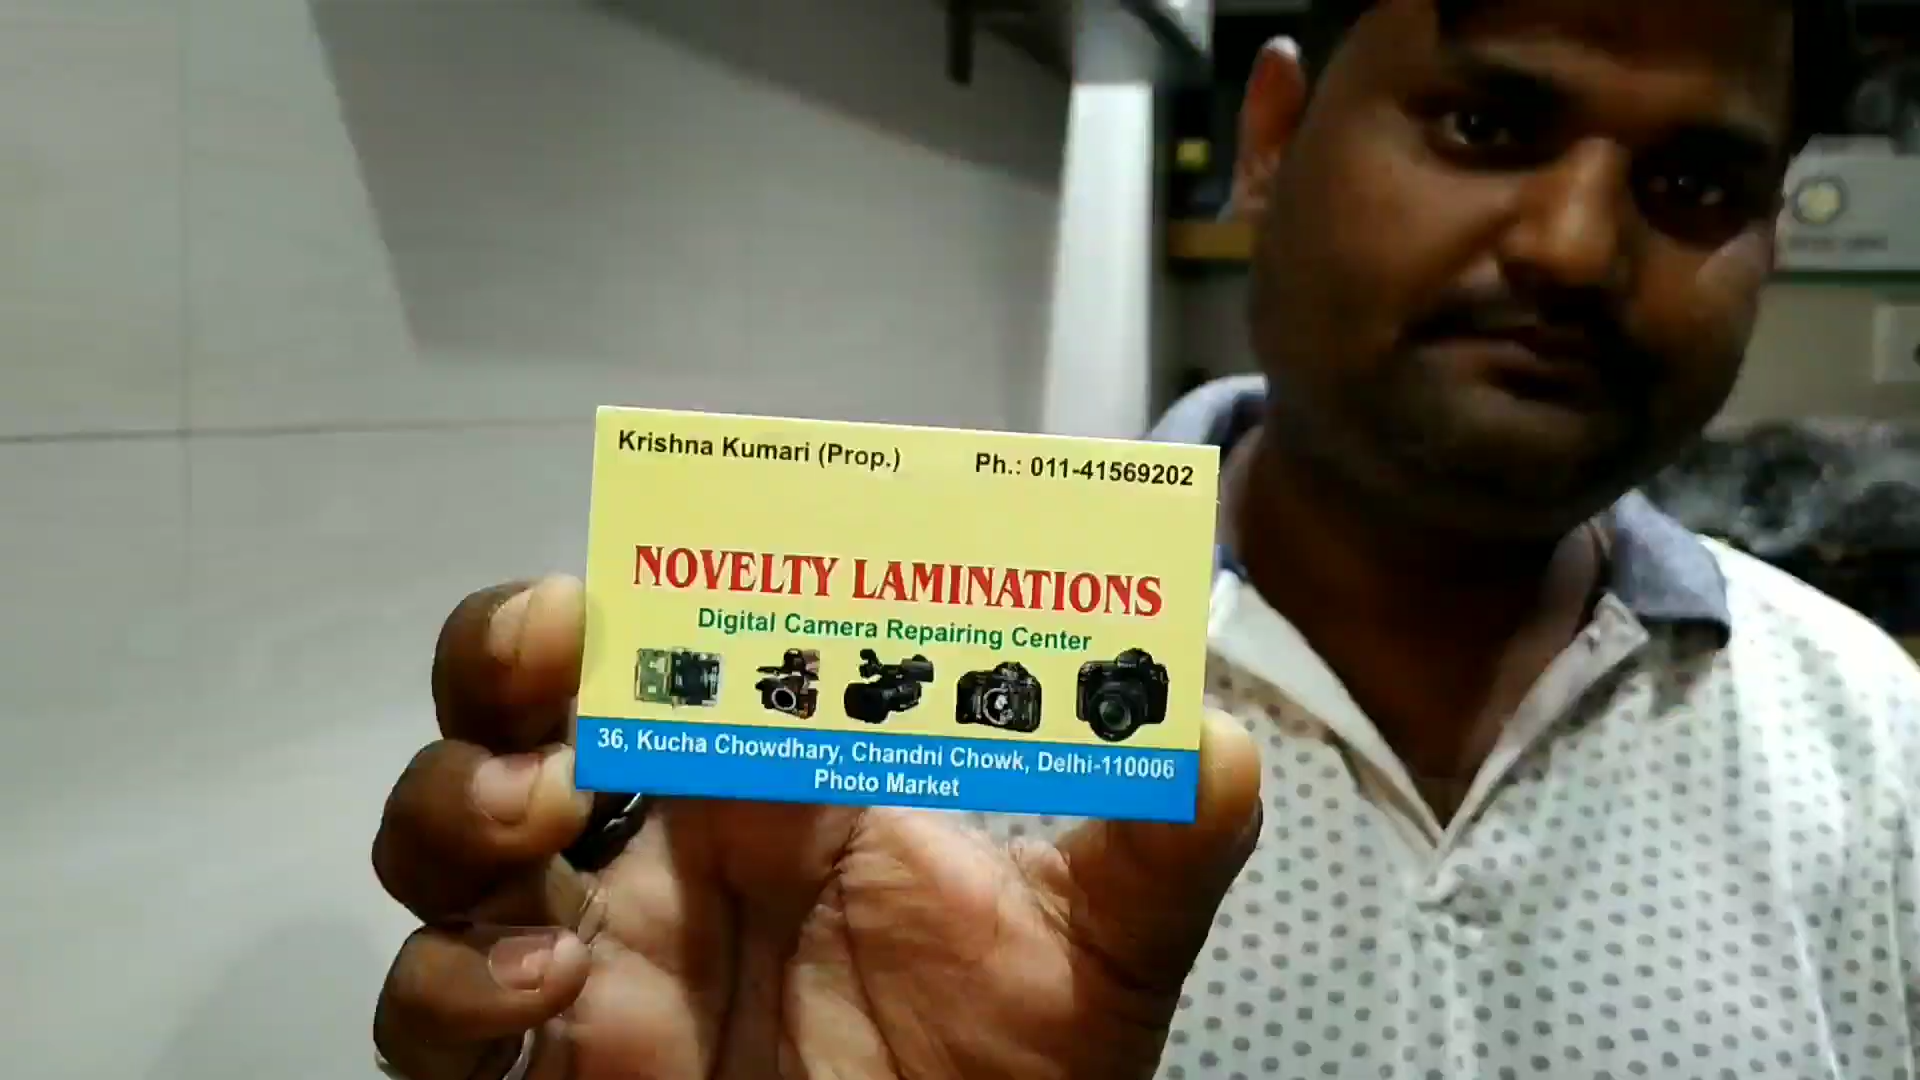 Krishna Kumari (Prop.) Ph.: 011-41569202
NOVELTY LAMINATIONS
Digital Camera Repairing Center
36, Kucha Chowdhary, Chandni Chowk, Delhi-110006
Photo Market